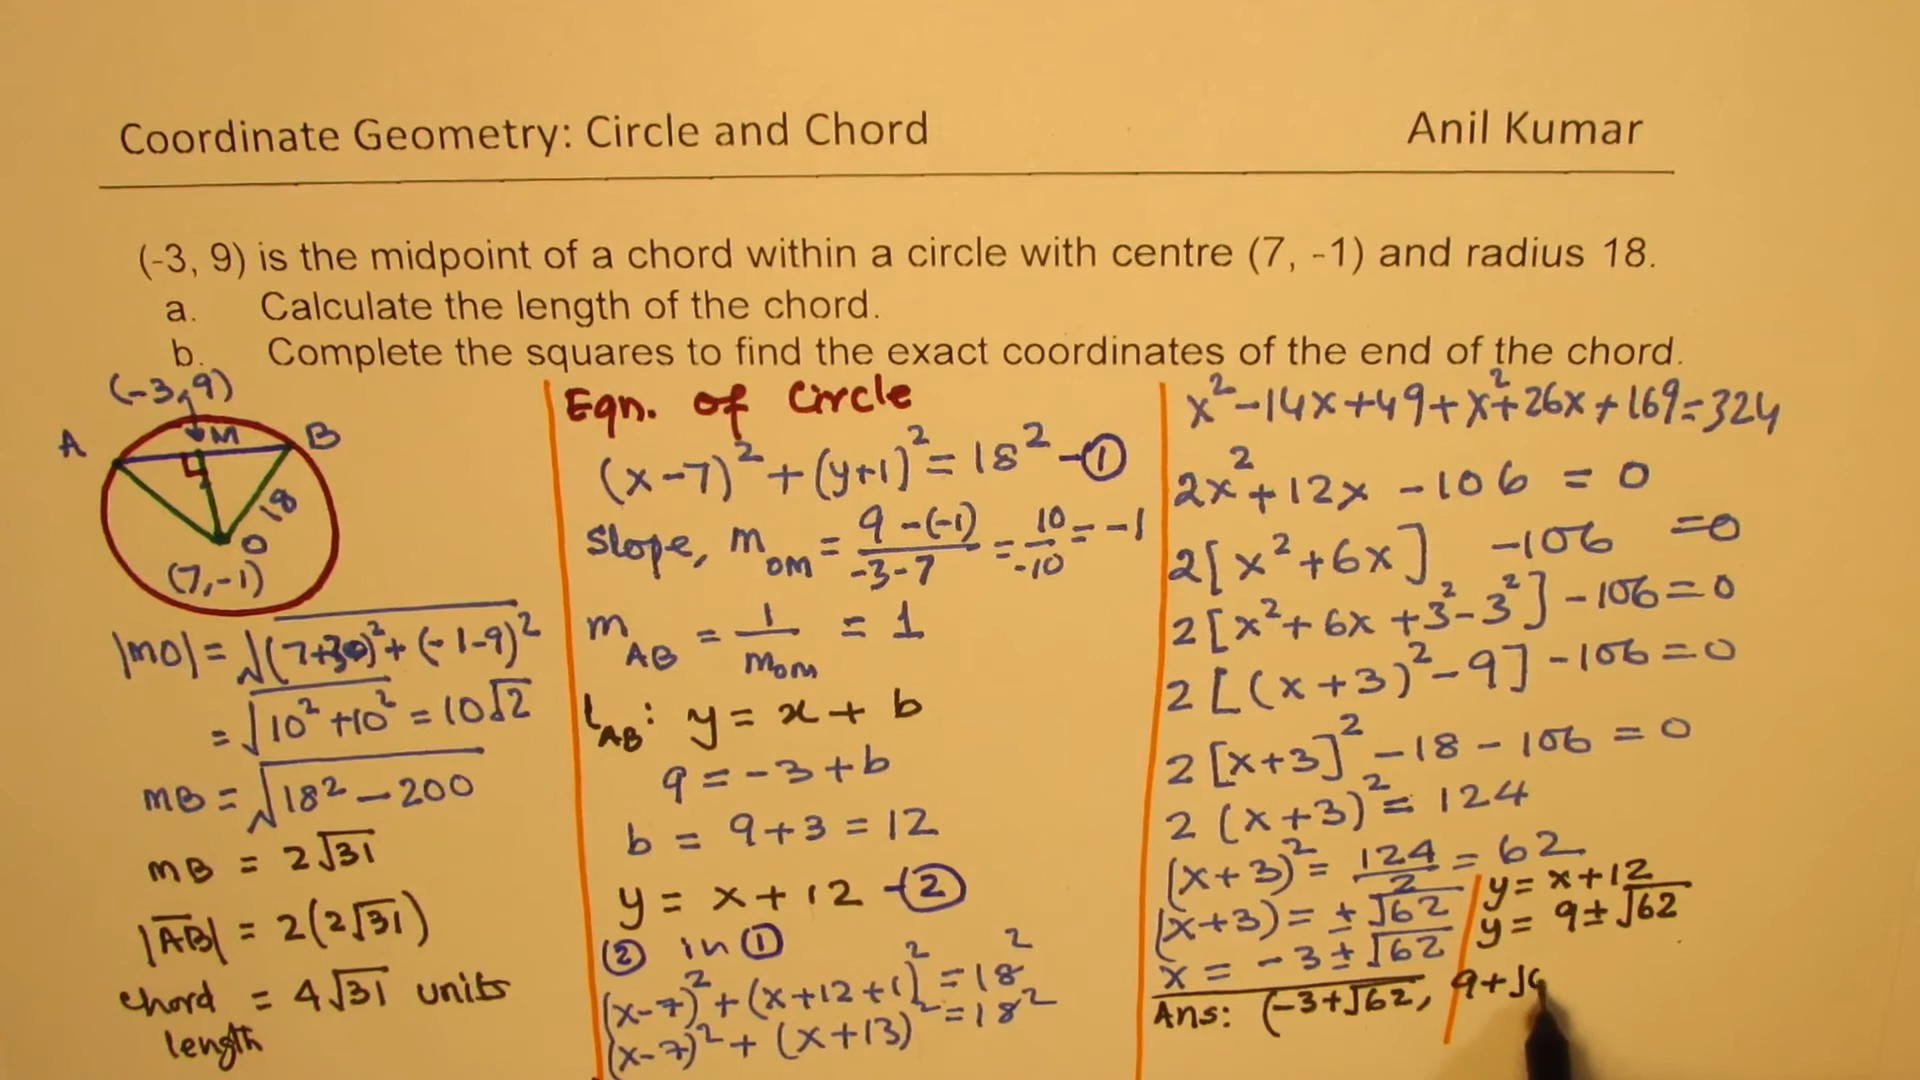 Coordinate Geometry: Circle and Chord
Anil Kumar
(-3, 9) is the midpoint of a chord within a circle with centre (7, -1) and radius 18.
a. Calculate the length of the chord.
b. Complete the squares to find the exact coordinates of the end of the chord.
(-3, 9)
A M B
18
O
(7, -1)
|MO| = √(7+3)² + (-1-9)²
= √10² + 10² = 10√2
MB = √18² - 200
MB = 2√31
|AB| = 2(2√31)
chord = 4√31 units
length
Eqn. of Circle
(x-7)² + (y+1)² = 18² -①
Slope, m OM = 9-(-1) / -3-7 = 10 / -10 = -1
m AB = 1 / m OM = 1
L AB: y = x + b
9 = -3 + b
b = 9 + 3 = 12
y = x + 12 -②
② in ①
(x-7)² + (x+12+1)² = 18²
(x-7)² + (x+13)² = 18²
x² - 14x + 49 + x² + 26x + 169 = 324
2x² + 12x - 106 = 0
2[x² + 6x] - 106 = 0
2[x² + 6x + 3² - 3²] - 106 = 0
2[(x+3)² - 9] - 106 = 0
2[x+3]² - 18 - 106 = 0
2(x+3)² = 124
(x+3)² = 124 / 2 = 62
(x+3) = ±√62
x = -3 ± √62
y = x + 12
y = 9 ± √62
Ans: (-3+√62, 9+√6